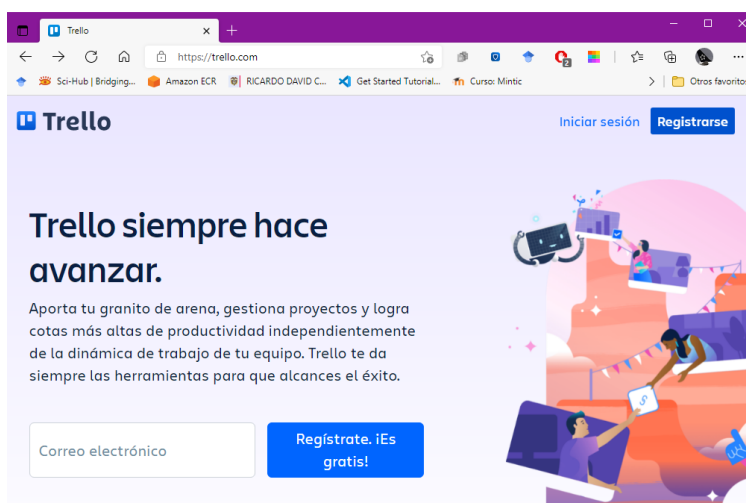 Trello
https://trello.com
2
Sci-Hub | Bridging...
Amazon ECR
RICARDO DAVID C...
Get Started Tutorial...
Curso: Mintic
Otros favoritos
Trello
Iniciar sesión
Registrarse
Trello siempre hace
avanzar.
Aporta tu granito de arena, gestiona proyectos y logra
cotas más altas de productividad independientemente
de la dinámica de trabajo de tu equipo. Trello te da
siempre las herramientas para que alcances el éxito.
Correo electrónico
Regístrate. ¡Es
gratis!